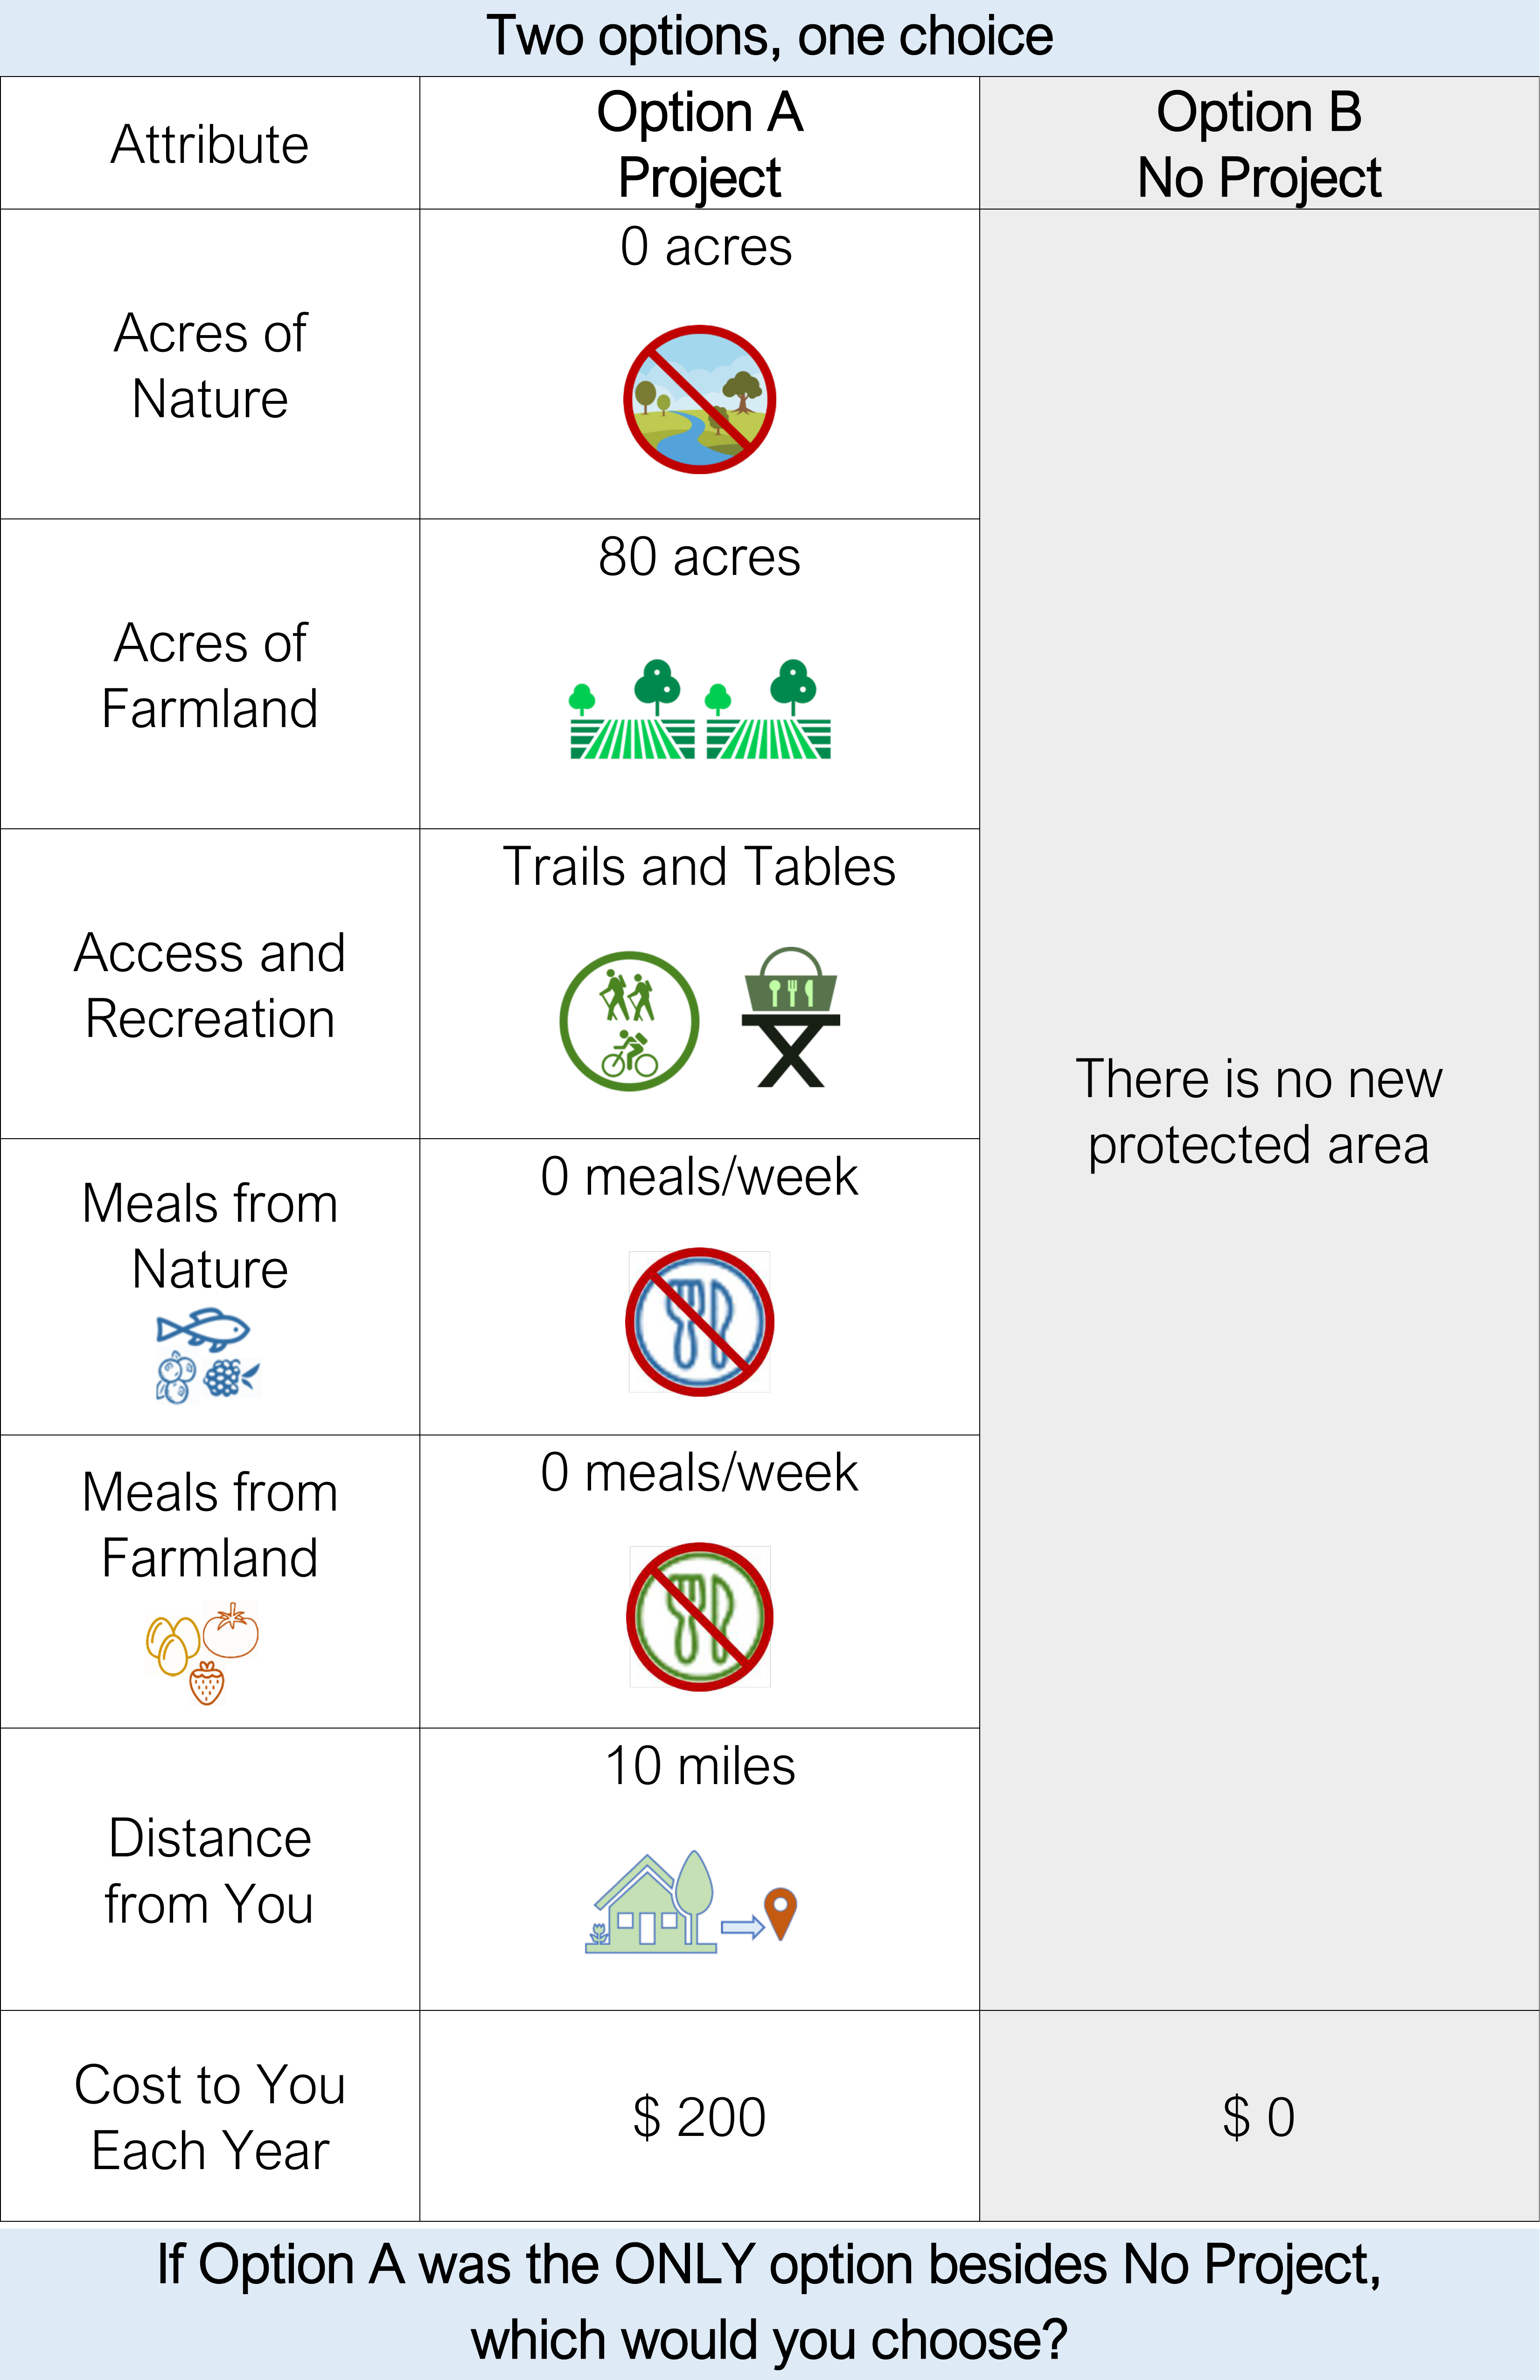 Two options, one choice
Attribute
Option A
Project
Option B
No Project
Acres of
Nature
0 acres
Acres of
Farmland
80 acres
Access and
Recreation
Trails and Tables
There is no new
protected area
Meals from
Nature
0 meals/week
Meals from
Farmland
0 meals/week
Distance
from You
10 miles
Cost to You
Each Year
$ 200
$ 0
If Option A was the ONLY option besides No Project,
which would you choose?